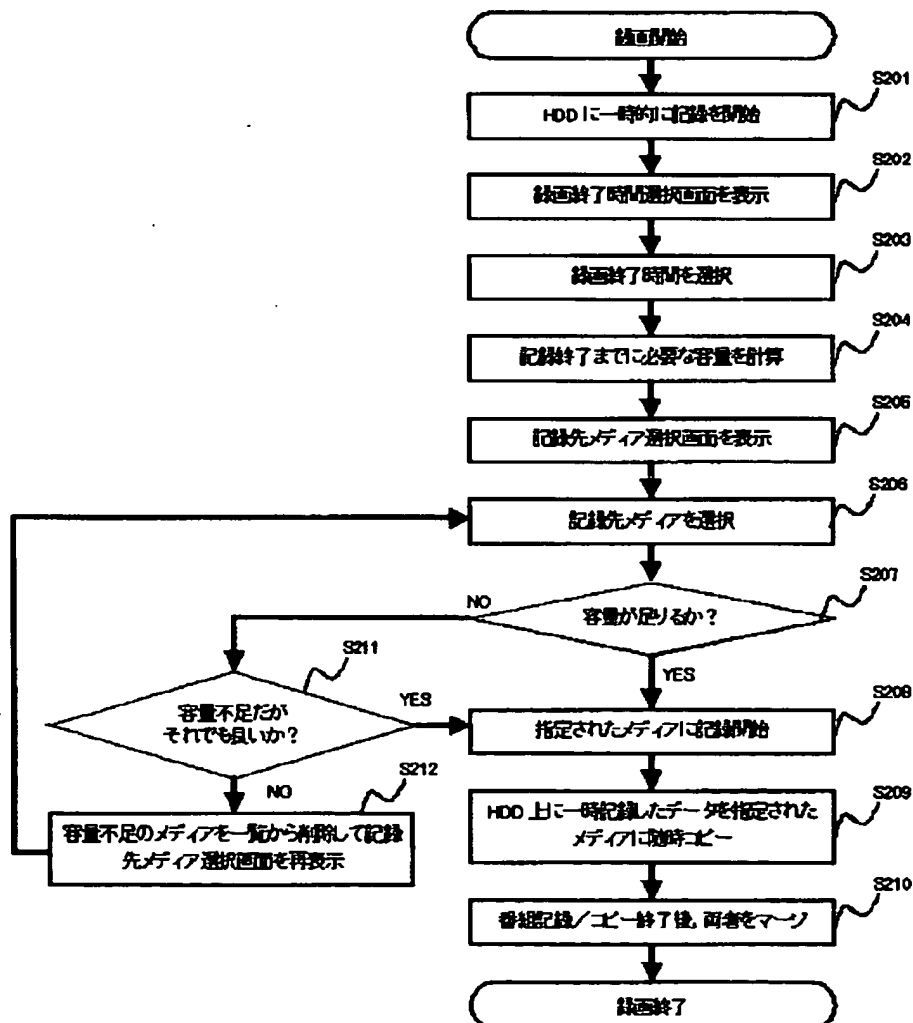 録画開始
S201
HDDに一時的に記録を開始
S202
録画終了時間選択画面を表示
S203
録画終了時間を選択
S204
記録終了までに必要な容量を計算
S205
記録先メディア選択画面を表示
S206
記録先メディアを選択
S207
容量が足りるか？
NO
YES
S211
容量不足だが
それでも良いか？
YES
NO
S208
指定されたメディアに記録開始
S212
容量不足のメディアを一覧から削除して記録
先メディア選択画面を再表示
S209
HDD上に一時記録したデータを指定された
メディアに随時コピー
S210
番組記録／コピー終了後，両者をマージ
録画終了